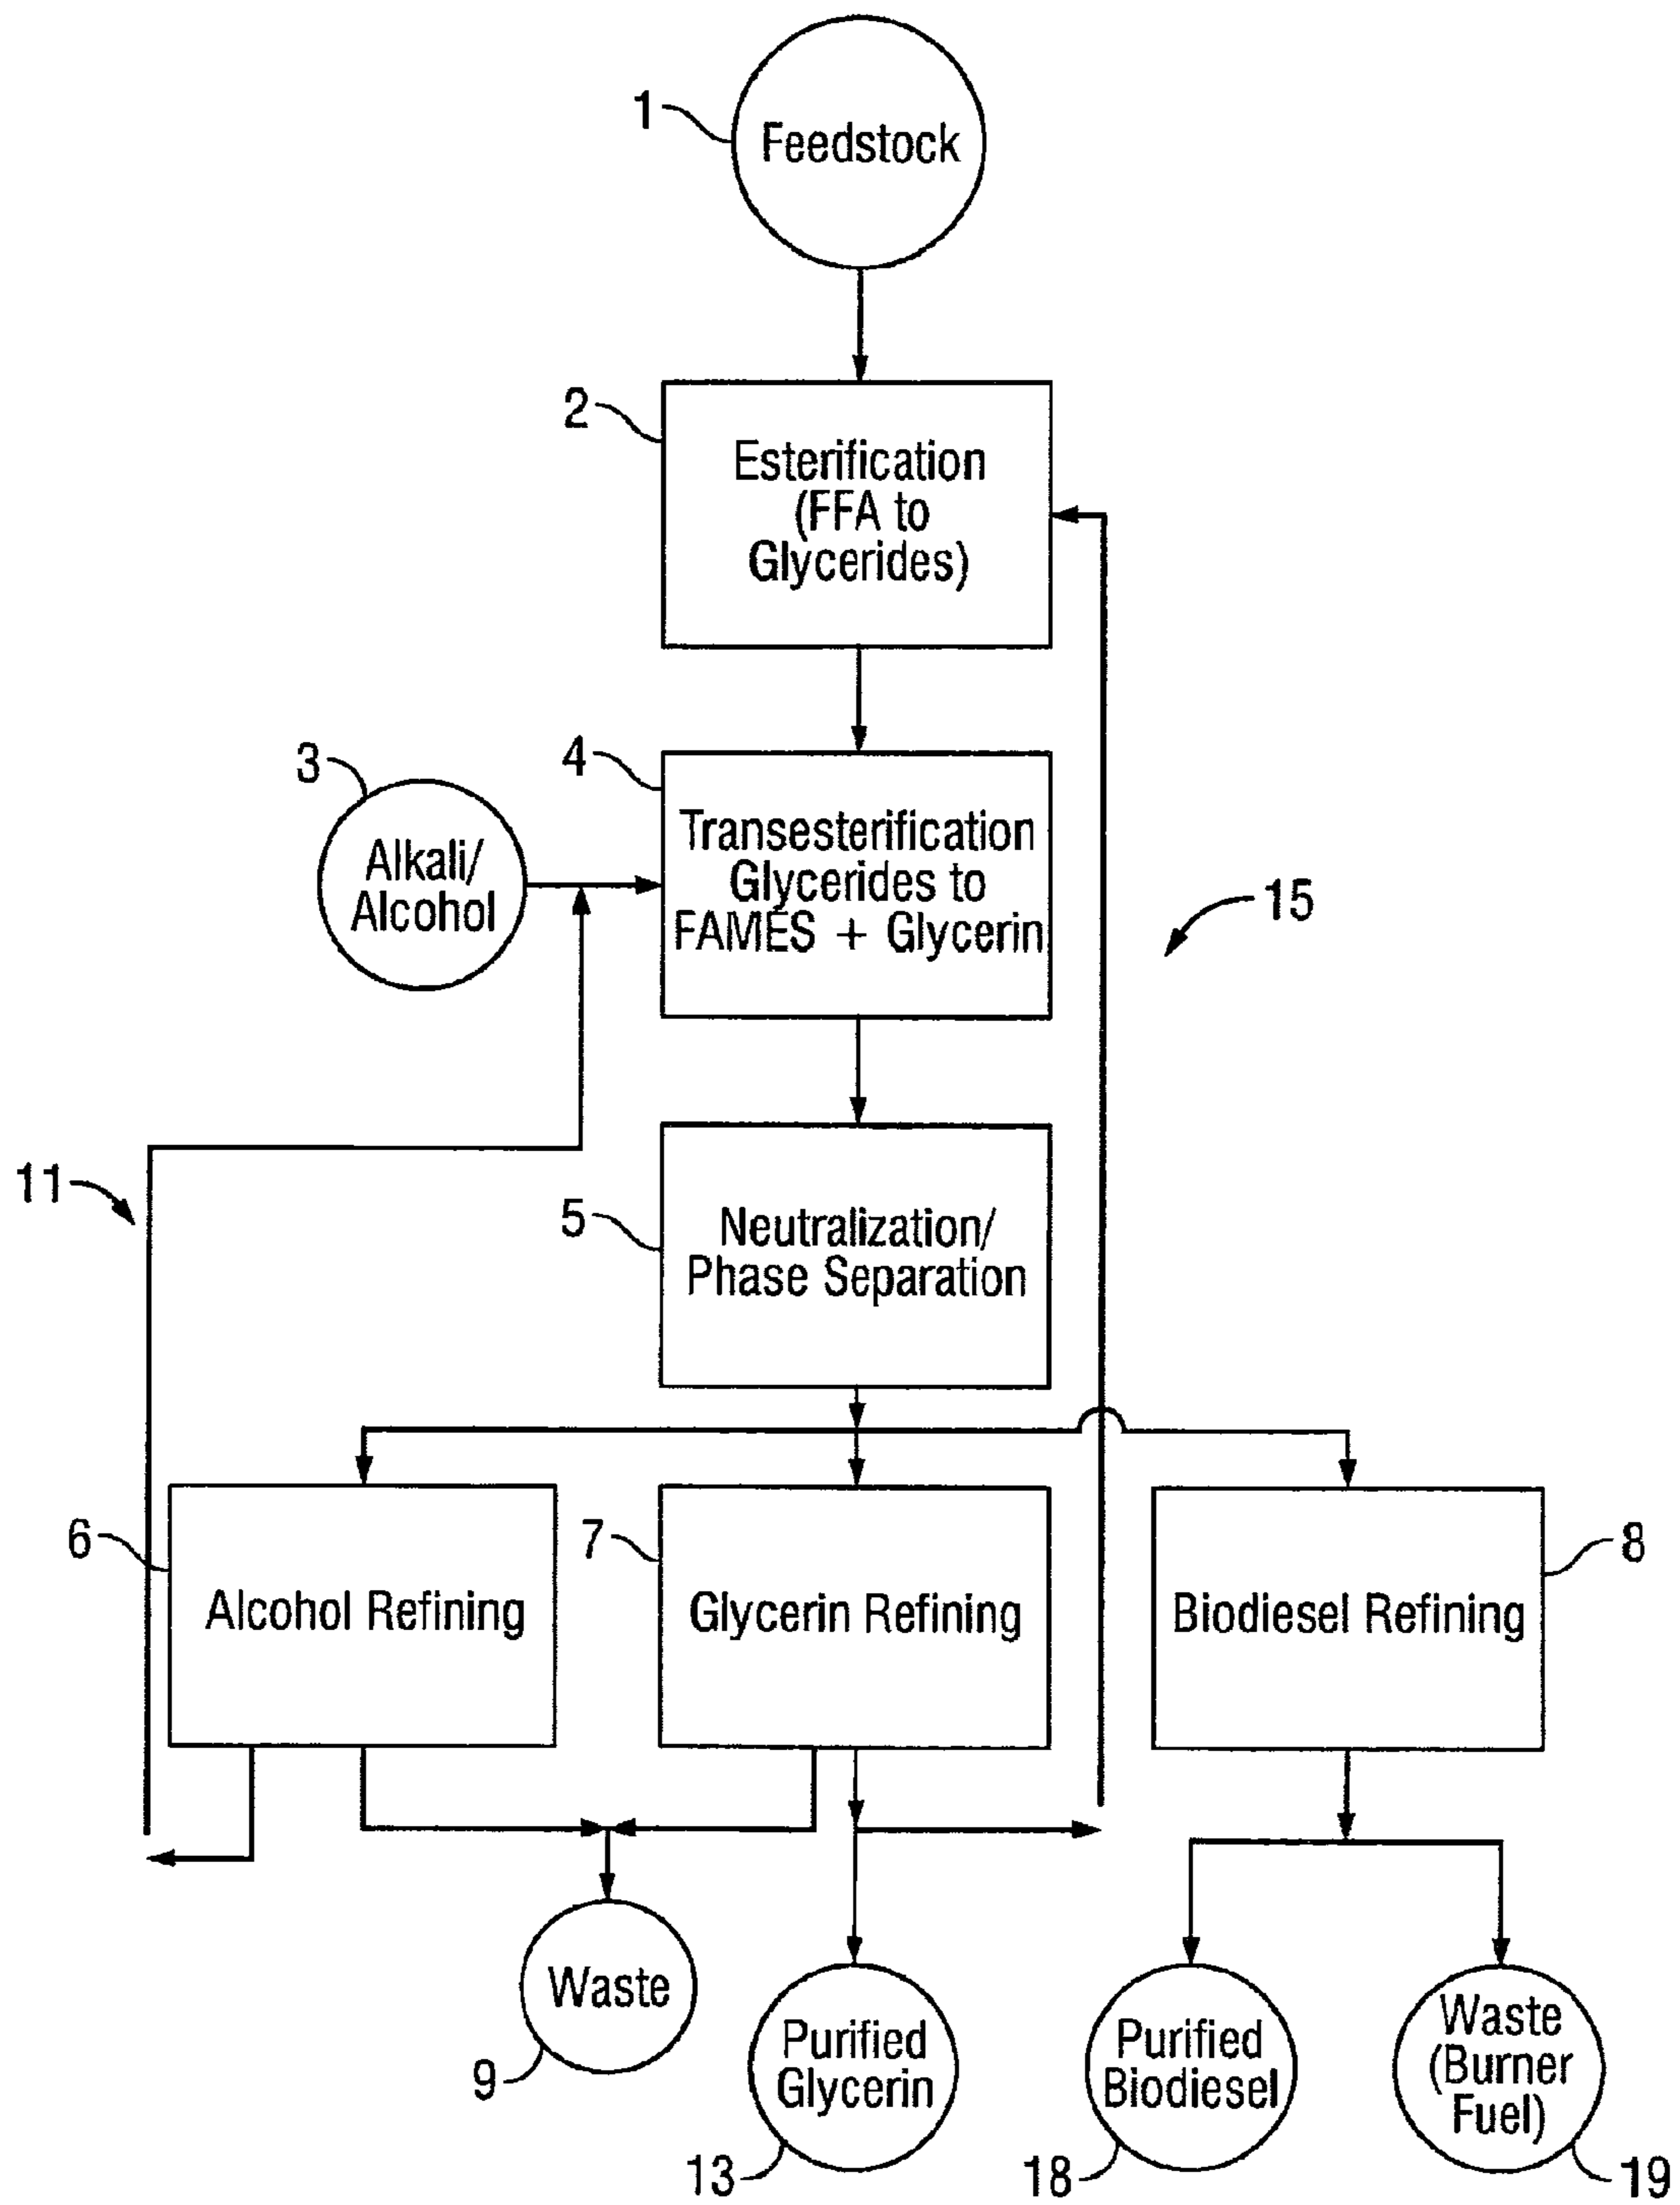 1
Feedstock
2
Esterification
(FFA to
Glycerides)
3
Alkali/
Alcohol
4
Transesterification
Glycerides to
FAMES + Glycerin
15
11
5
Neutralization/
Phase Separation
6
Alcohol Refining
7
Glycerin Refining
8
Biodiesel Refining
Waste
9
Purified
Glycerin
13
Purified
Biodiesel
18
Waste
(Burner
Fuel)
19